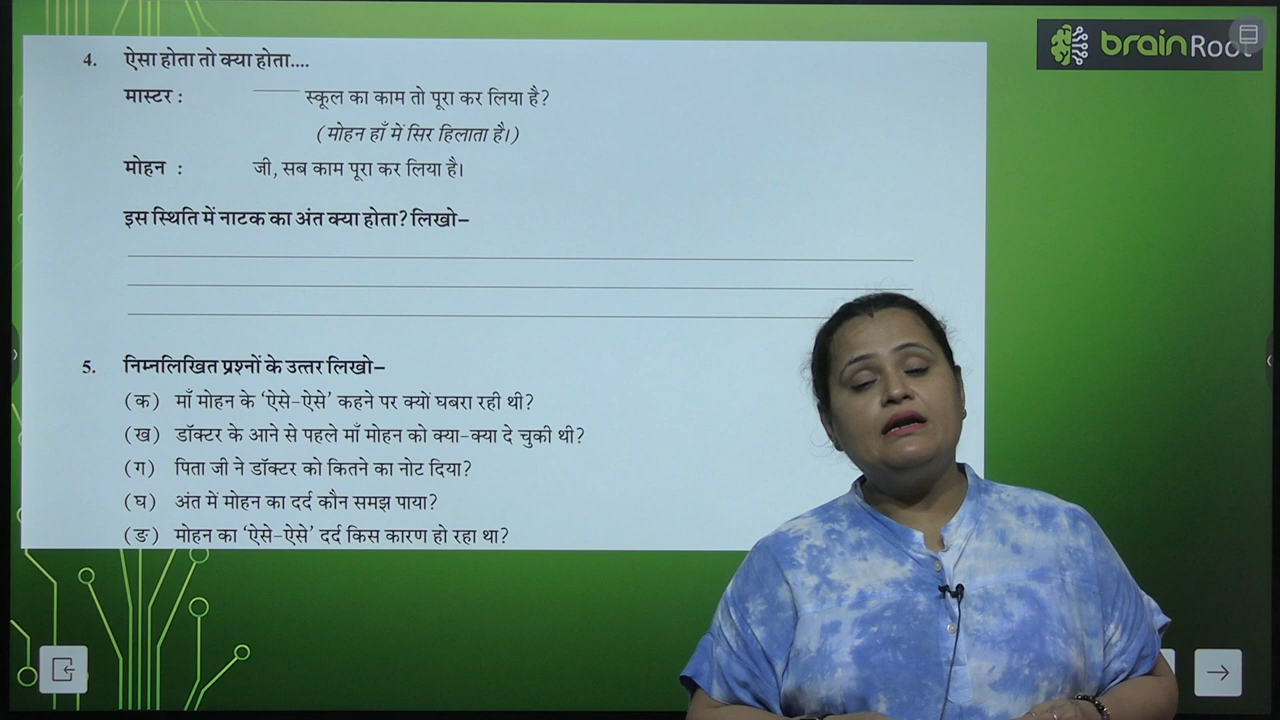 brainRoot
4. ऐसा होता तो क्या होता....
मास्टर : ____ स्कूल का काम तो पूरा कर लिया है?
(मोहन हाँ में सिर हिलाता है।)
मोहन : जी, सब काम पूरा कर लिया है।
इस स्थिति में नाटक का अंत क्या होता? लिखो–
5. निम्नलिखित प्रश्नों के उत्तर लिखो–
(क) माँ मोहन के ‘ऐसे-ऐसे’ कहने पर क्यों घबरा रही थी?
(ख) डॉक्टर के आने से पहले माँ मोहन को क्या-क्या दे चुकी थी?
(ग) पिता जी ने डॉक्टर को कितने का नोट दिया?
(घ) अंत में मोहन का दर्द कौन समझ पाया?
(ङ) मोहन का ‘ऐसे-ऐसे’ दर्द किस कारण हो रहा था?